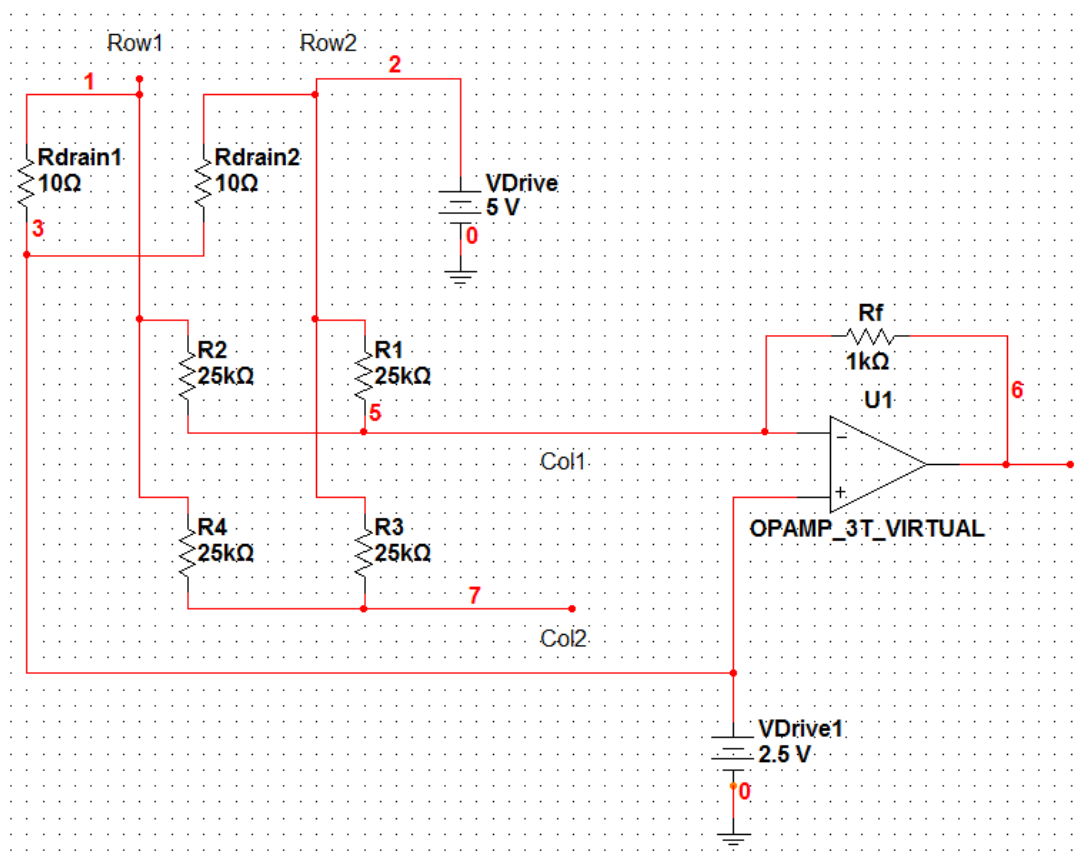 Row1
Row2
1
2
Rdrain1
10Ω
Rdrain2
10Ω
VDrive
5 V
3
0
R2
25kΩ
R1
25kΩ
5
Rf
1kΩ
U1
6
Col1
OPAMP_3T_VIRTUAL
R4
25kΩ
R3
25kΩ
7
Col2
VDrive1
2.5 V
0